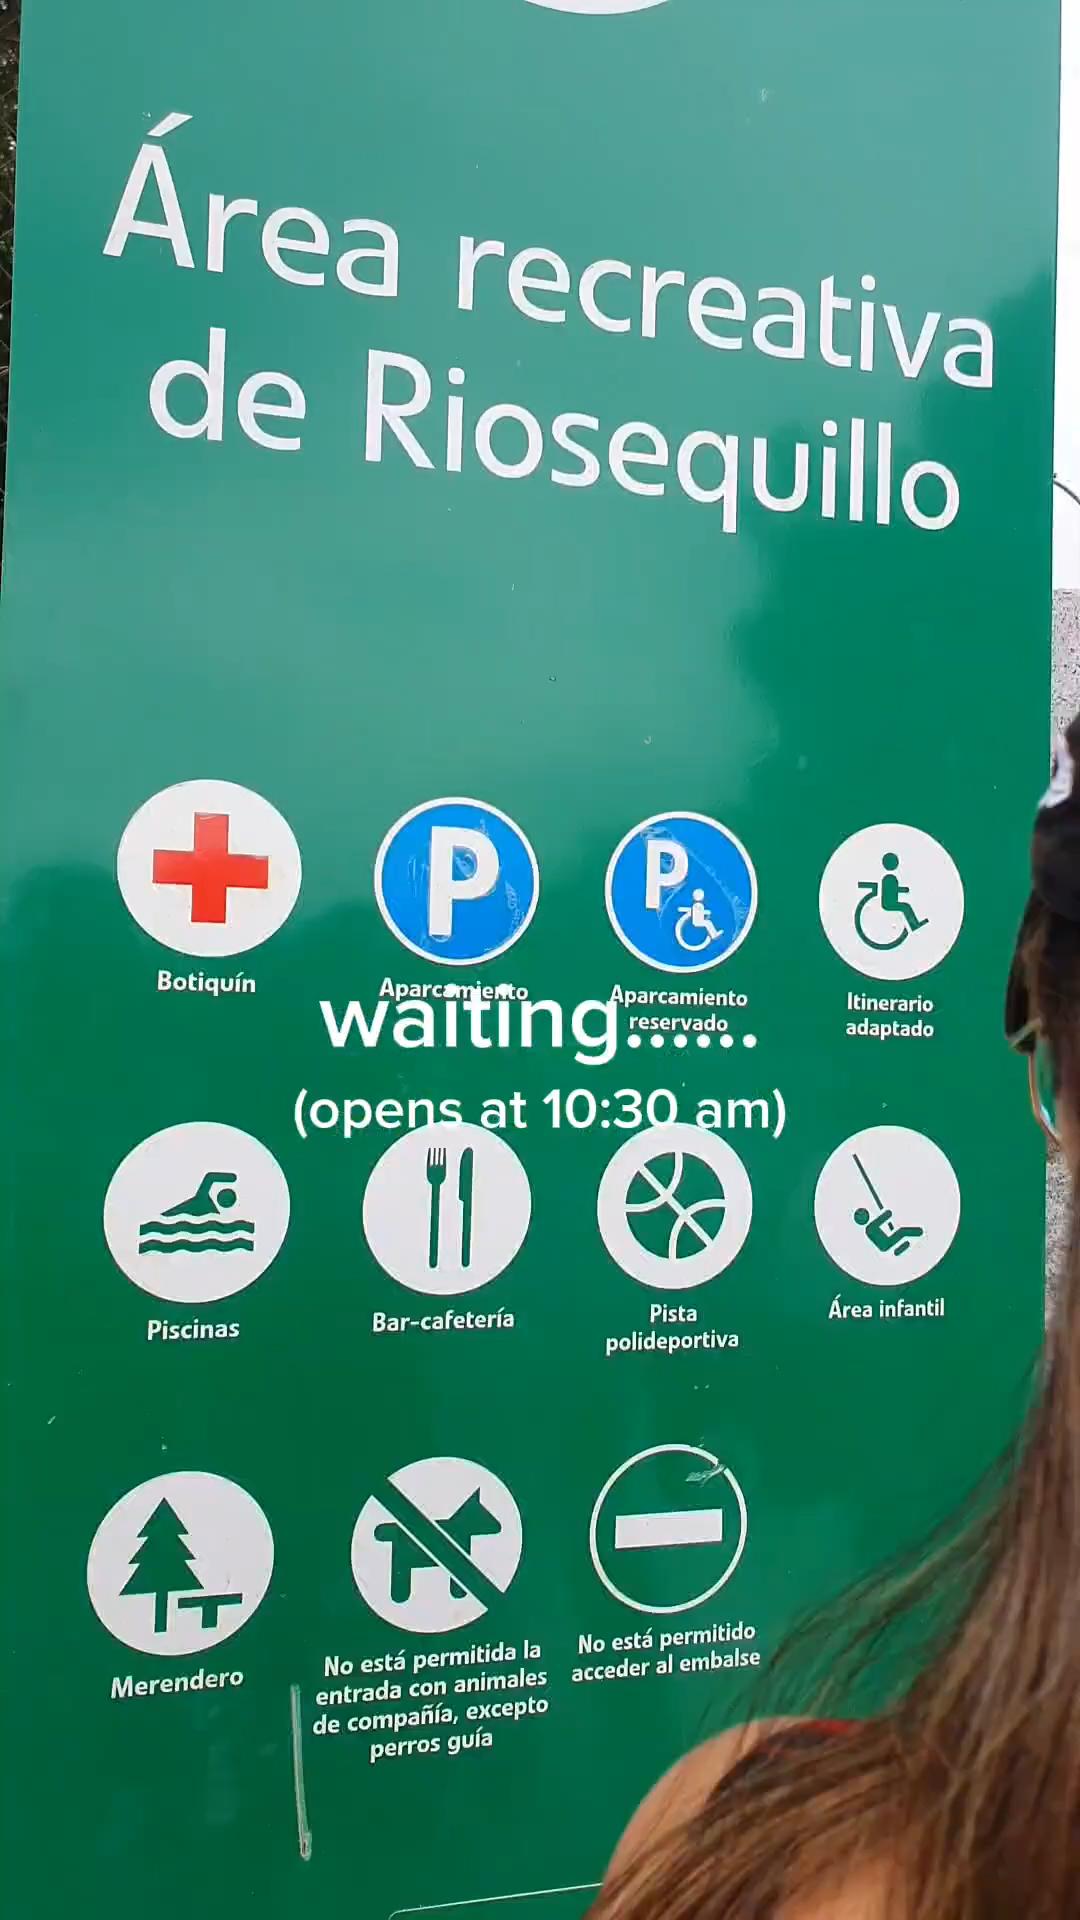 Área recreativa
de Riosequillo
Botiquín
Aparcamiento
Aparcamiento
reservado
Itinerario
adaptado
waiting......
(opens at 10:30 am)
Piscinas
Bar-cafetería
Pista
polideportiva
Área infantil
Merendero
No está permitida la
entrada con animales
de compañía, excepto
perros guía
No está permitido
acceder al embalse